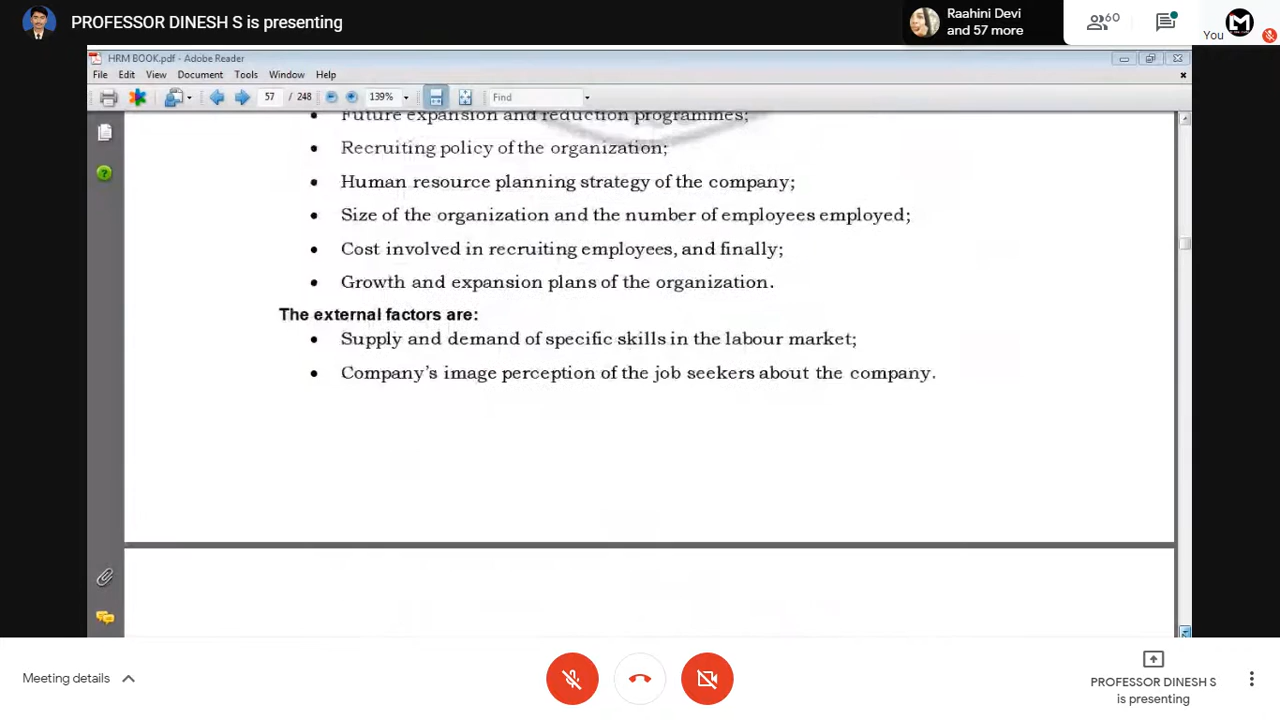 PROFESSOR DINESH S is presenting
Raahini Devi
and 57 more
60
You
HRM BOOK.pdf - Adobe Reader
File Edit View Document Tools Window Help
57 / 248 139% Find
• Future expansion and reduction programmes;
• Recruiting policy of the organization;
• Human resource planning strategy of the company;
• Size of the organization and the number of employees employed;
• Cost involved in recruiting employees, and finally;
• Growth and expansion plans of the organization.
The external factors are:
• Supply and demand of specific skills in the labour market;
• Company's image perception of the job seekers about the company.
Meeting details
PROFESSOR DINESH S
is presenting